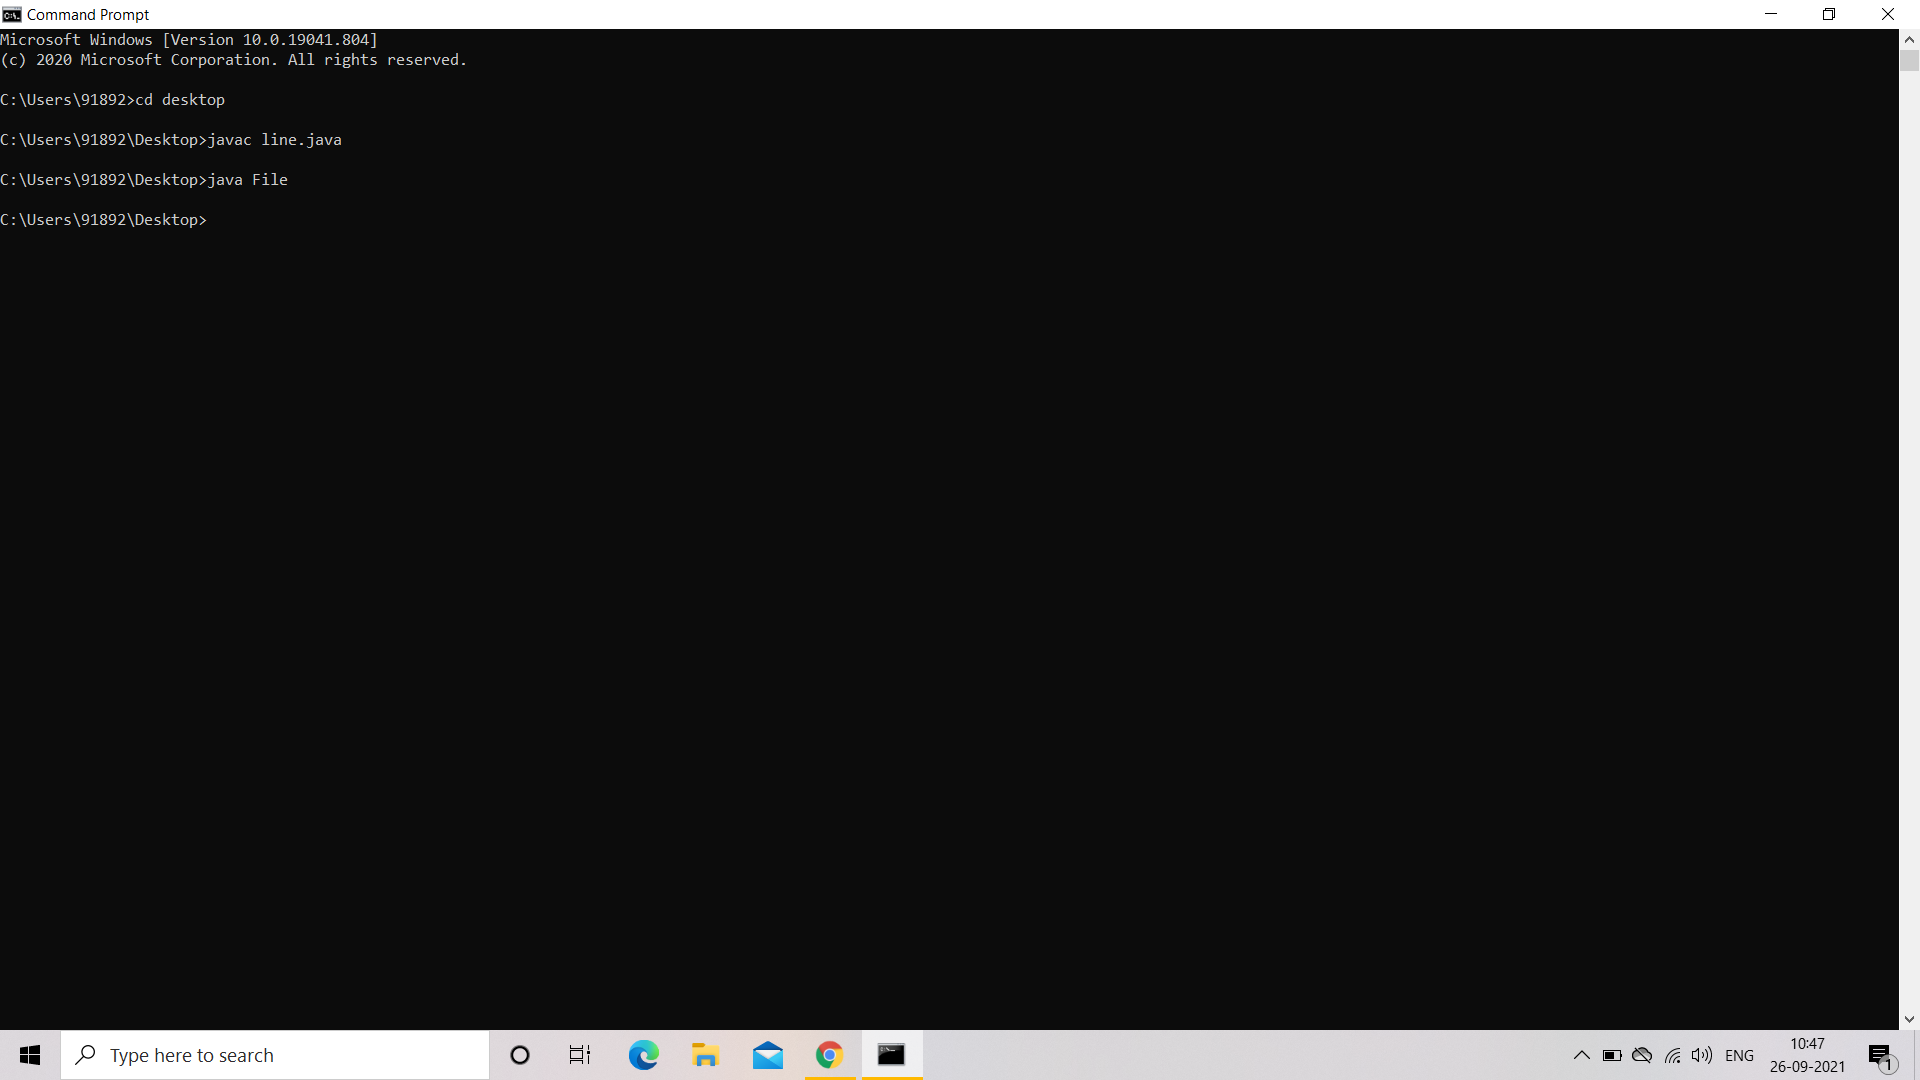 Command Prompt
Microsoft Windows [Version 10.0.19041.804]
(c) 2020 Microsoft Corporation. All rights reserved.
C:\Users\91892>cd desktop
C:\Users\91892\Desktop>javac line.java
C:\Users\91892\Desktop>java File
C:\Users\91892\Desktop>
Type here to search
ENG
10:47
26-09-2021
1